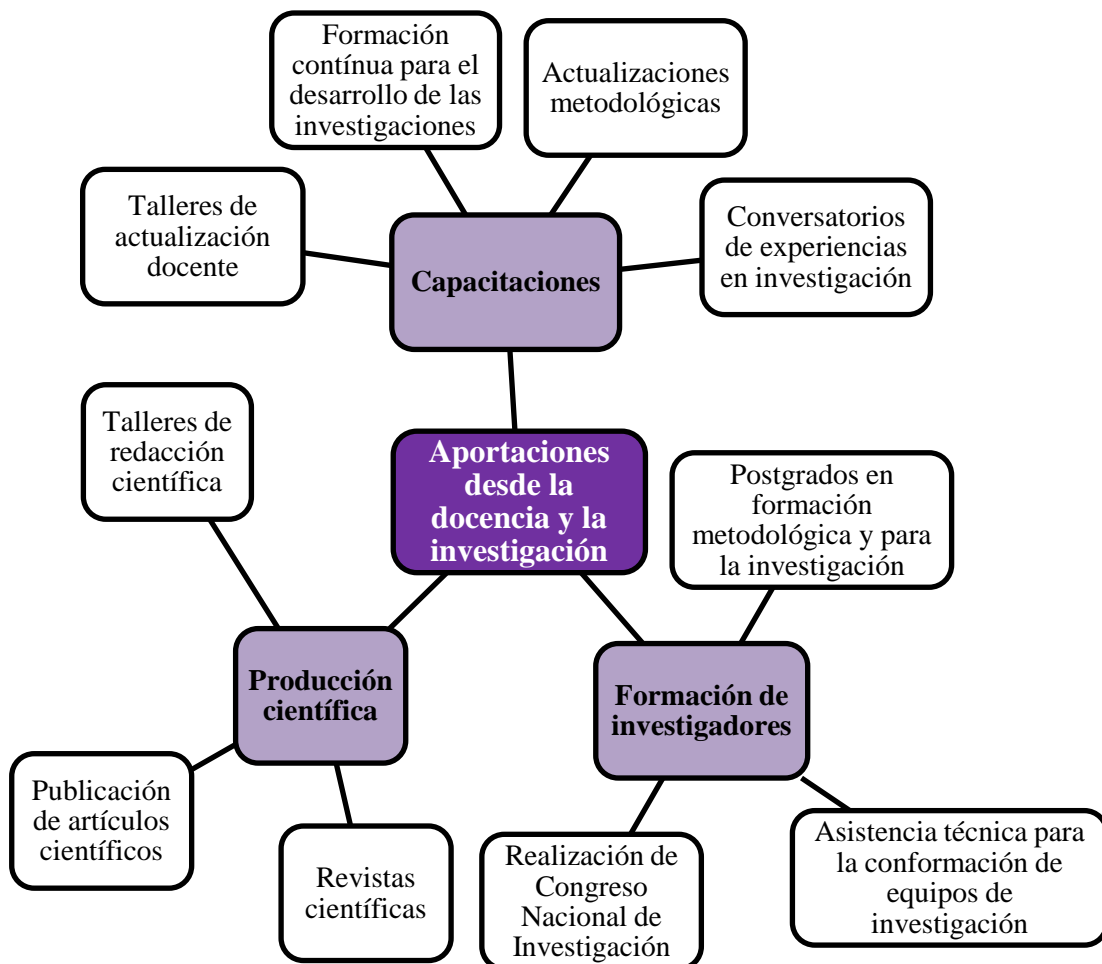 Formación
contínua para el
desarrollo de las
investigaciones
Actualizaciones
metodológicas
Talleres de
actualización
docente
Conversatorios
de experiencias
en investigación
Capacitaciones
Talleres de
redacción
científica
Aportaciones
desde la
docencia y la
investigación
Postgrados en
formación
metodológica y para
la investigación
Producción
científica
Formación de
investigadores
Publicación
de artículos
científicos
Revistas
científicas
Realización de
Congreso
Nacional de
Investigación
Asistencia técnica para
la conformación de
equipos de
investigación